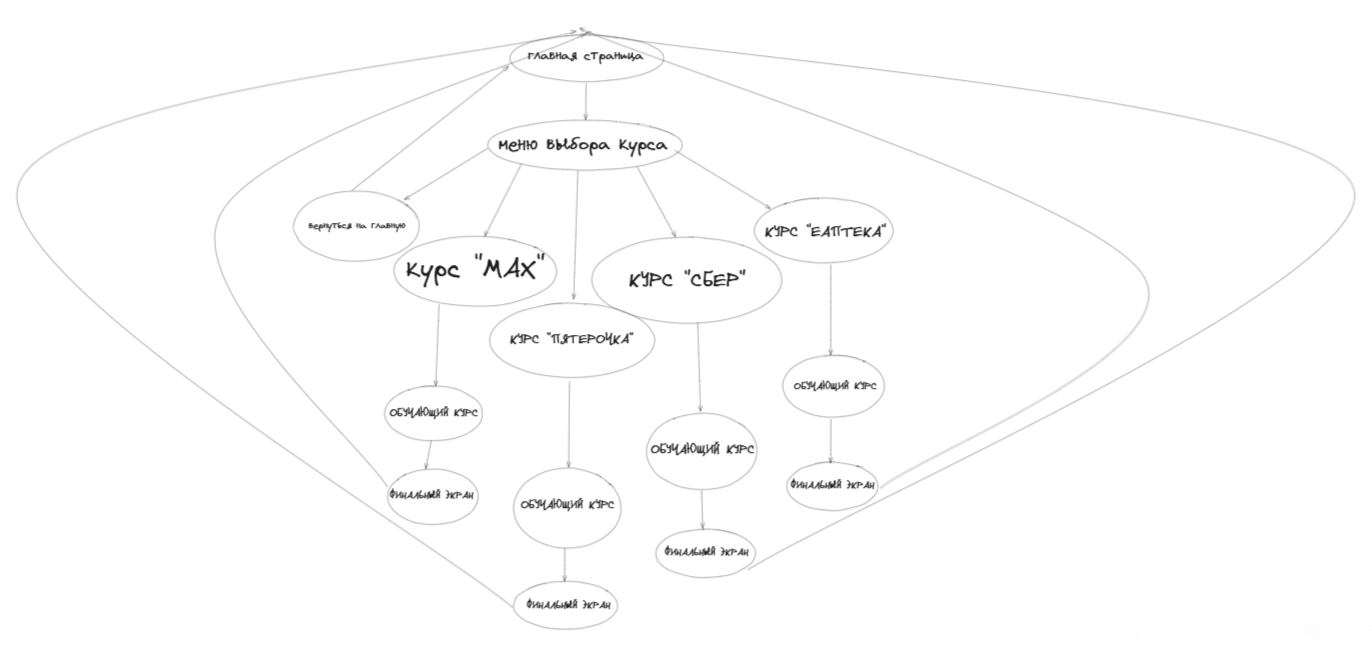 Главная страница
Меню выбора курса
Вернуться на главную
КУРС "ЕАПТЕКА"
Курс "МАХ"
КУРС "СБЕР"
КУРС "ПЯТЕРОЧКА"
ОБУЧАЮЩИЙ КУРС
ОБУЧАЮЩИЙ КУРС
ОБУЧАЮЩИЙ КУРС
ФИНАЛЬНЫЙ ЭКРАН
ФИНАЛЬНЫЙ ЭКРАН
ОБУЧАЮЩИЙ КУРС
ФИНАЛЬНЫЙ ЭКРАН
ФИНАЛЬНЫЙ ЭКРАН